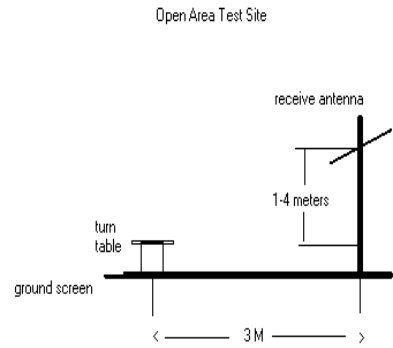 Open Area Test Site
receive antenna
1-4 meters
turn
table
ground screen
3 M